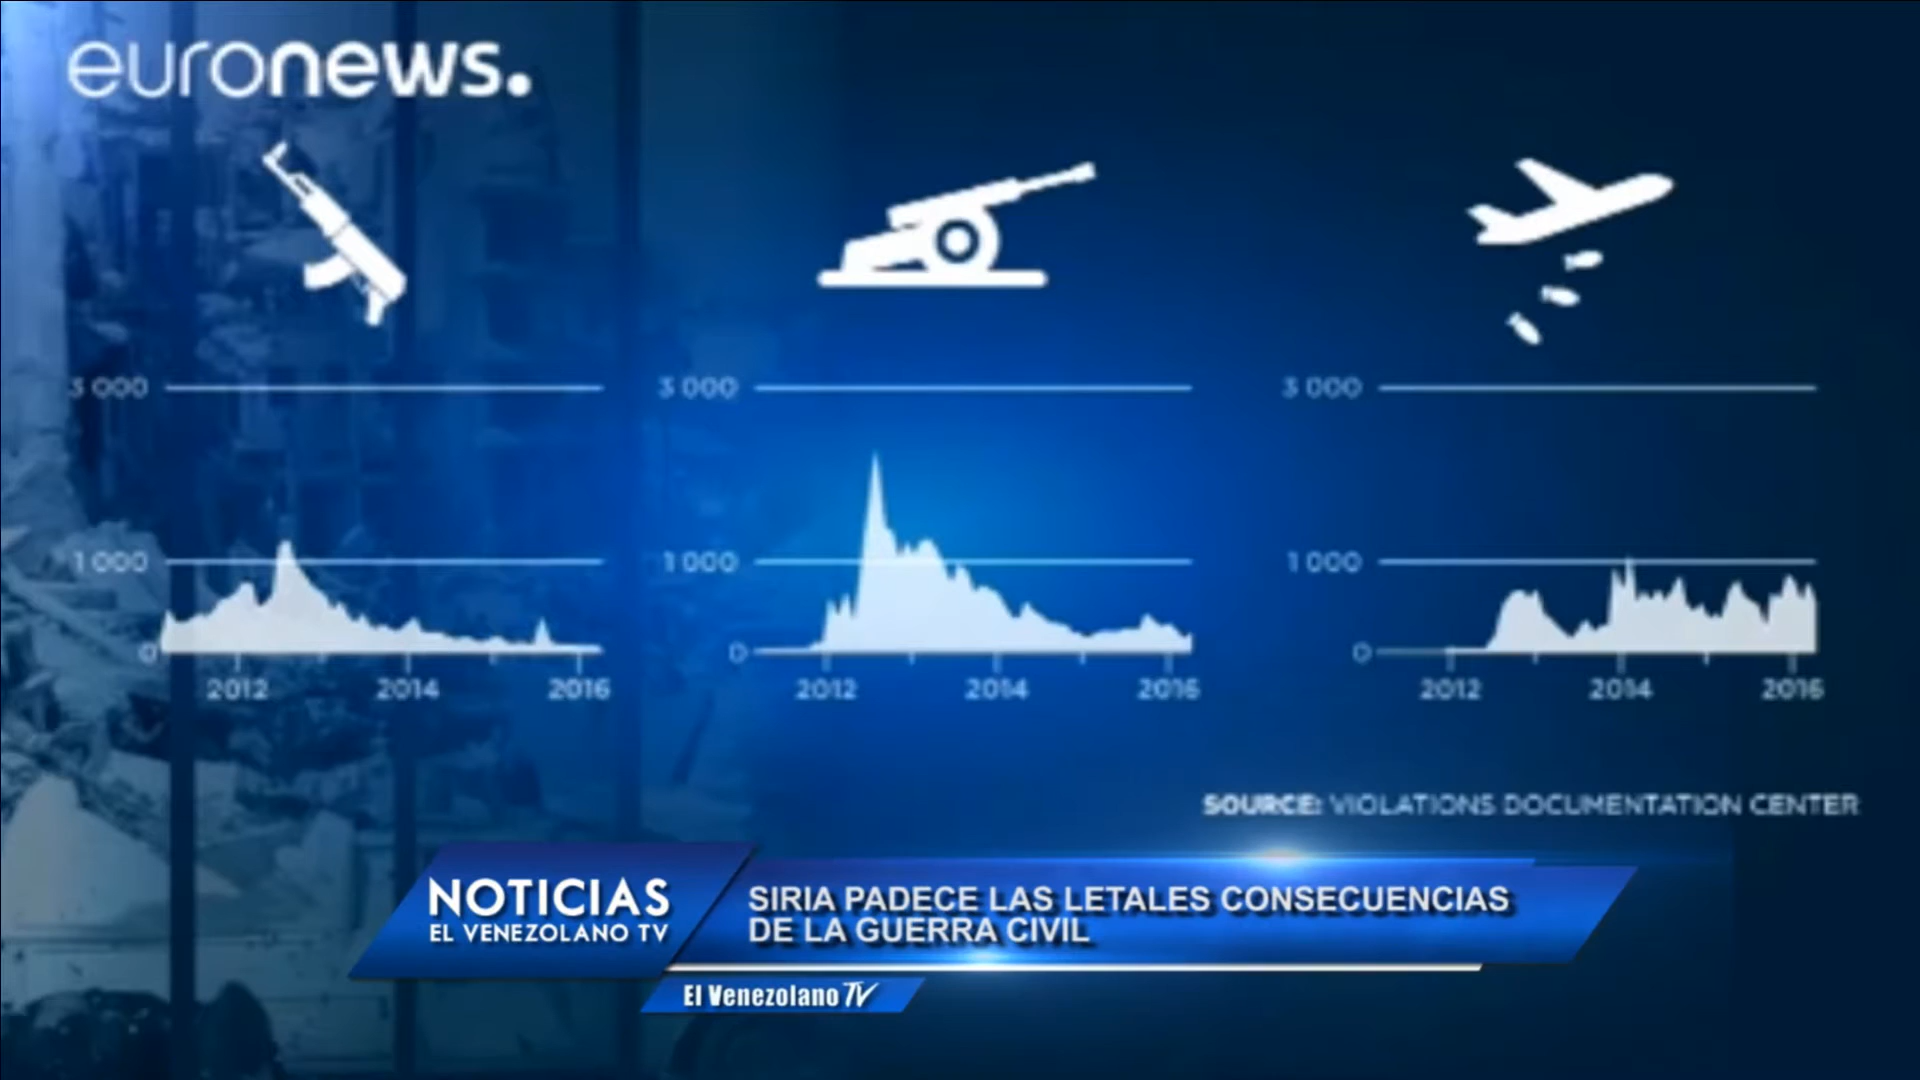 euronews.
3 000
3 000
3 000
1 000
1 000
1 000
0
0
0
2012
2014
2016
2012
2014
2016
2012
2014
2016
SOURCE: VIOLATIONS DOCUMENTATION CENTER
NOTICIAS
EL VENEZOLANO TV
SIRIA PADECE LAS LETALES CONSECUENCIAS
DE LA GUERRA CIVIL
El Venezolano TV